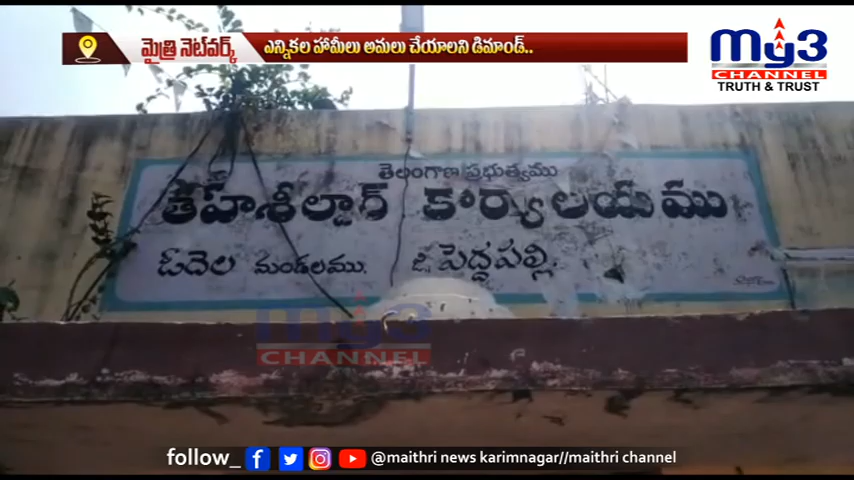 మైత్రి నెట్‌వర్క్ ఎన్నికల హామీలు అమలు చేయాలని డిమాండ్..
my3
CHANNEL
TRUTH & TRUST
తెలంగాణ ప్రభుత్వము
తహశీల్దార్ కార్యాలయము
ఓదెల మండలము. జి. పెద్దపల్లి.
my3
CHANNEL
follow_ @maithri news karimnagar//maithri channel